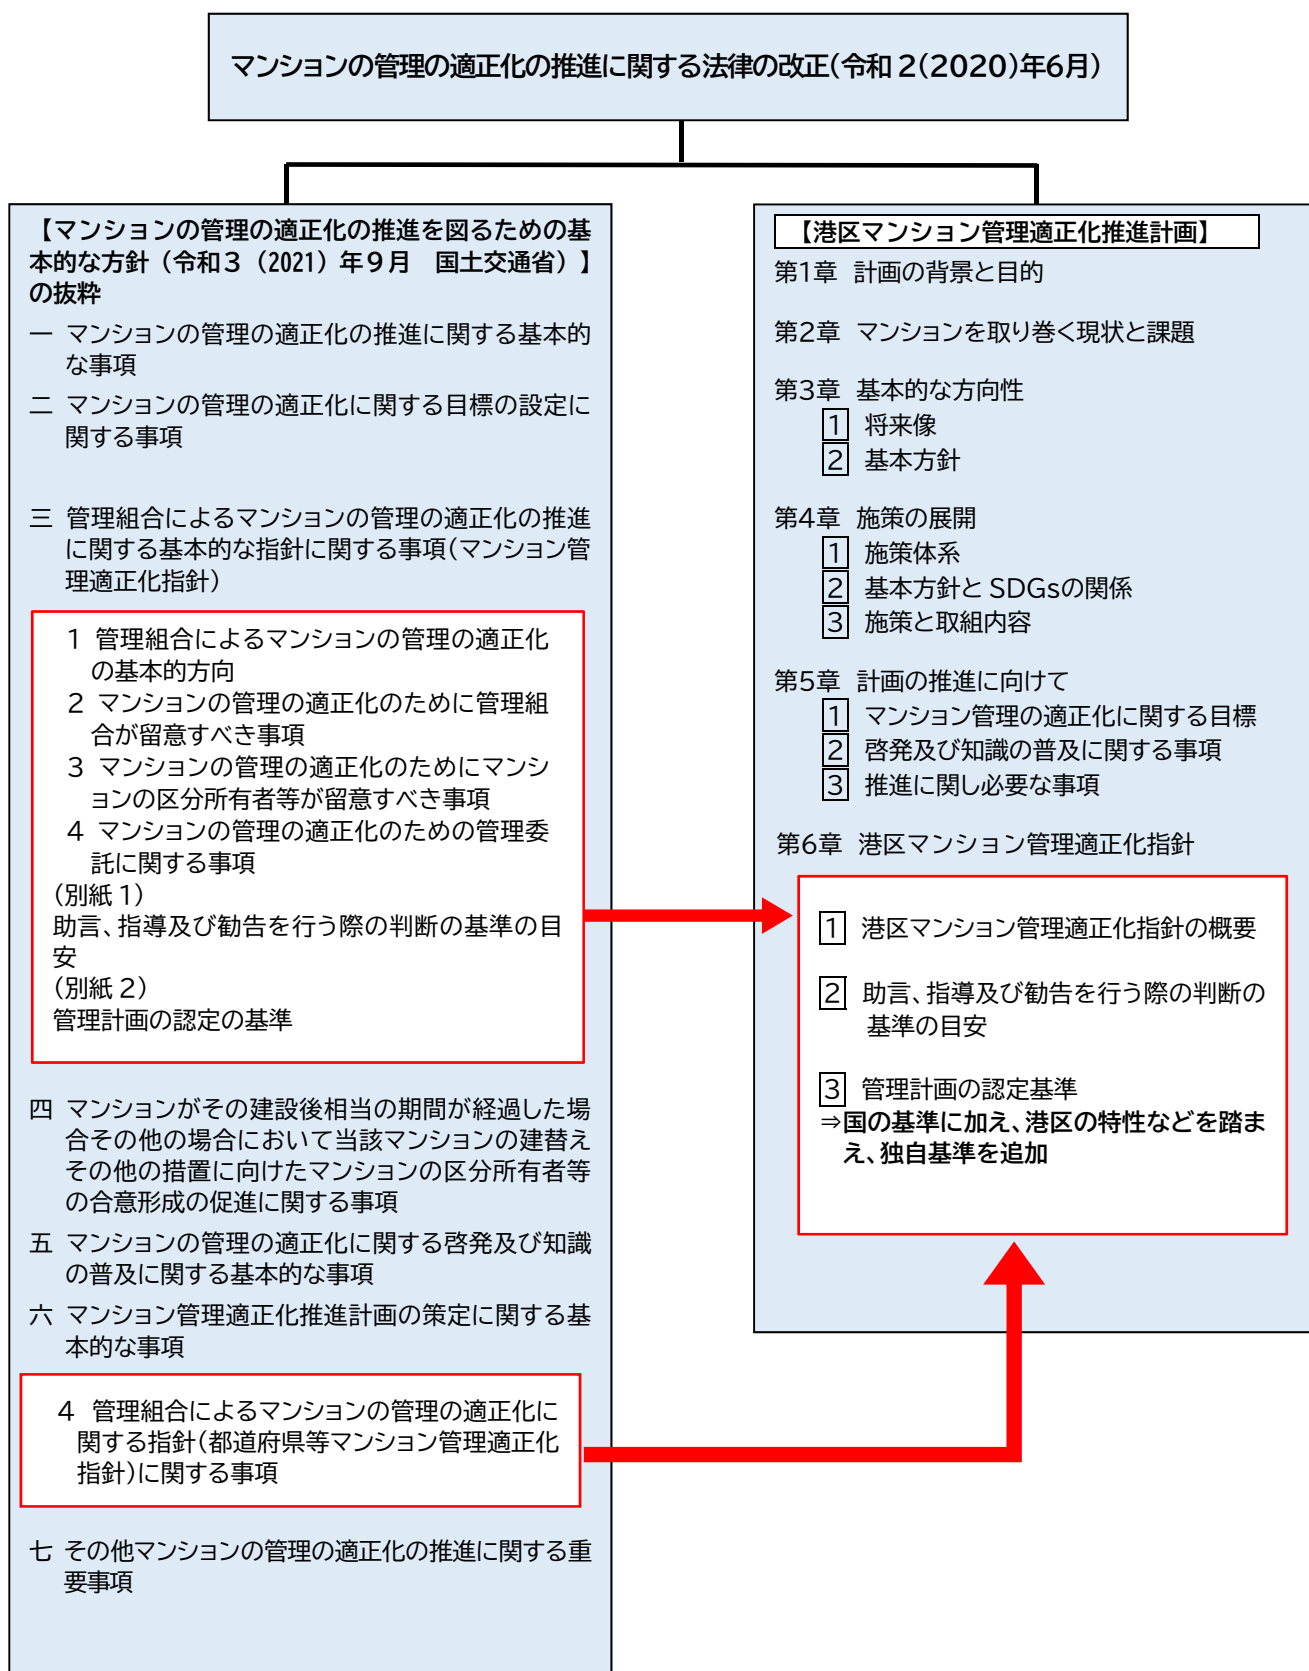 マンションの管理の適正化の推進に関する法律の改正(令和2(2020)年6月)
【マンションの管理の適正化の推進を図るための基
本的な方針(令和3(2021)年9月 国土交通省)】
の抜粋
一 マンションの管理の適正化の推進に関する基本的
な事項
二 マンションの管理の適正化に関する目標の設定に
関する事項
三 管理組合によるマンションの管理の適正化の推進
に関する基本的な指針に関する事項(マンション管
理適正化指針)
1 管理組合によるマンションの管理の適正化
の基本的方向
2 マンションの管理の適正化のために管理組
合が留意すべき事項
3 マンションの管理の適正化のためにマンシ
ョンの区分所有者等が留意すべき事項
4 マンションの管理の適正化のための管理委
託に関する事項
(別紙1)
助言、指導及び勧告を行う際の判断の基準の目
安
(別紙2)
管理計画の認定の基準
四 マンションがその建設後相当の期間が経過した場
合その他の場合において当該マンションの建替え
その他の措置に向けたマンションの区分所有者等
の合意形成の促進に関する事項
五 マンションの管理の適正化に関する啓発及び知識
の普及に関する基本的な事項
六 マンション管理適正化推進計画の策定に関する基
本的な事項
4 管理組合によるマンションの管理の適正化に
関する指針(都道府県等マンション管理適正化
指針)に関する事項
七 その他マンションの管理の適正化の推進に関する重
要事項
【港区マンション管理適正化推進計画】
第1章 計画の背景と目的
第2章 マンションを取り巻く現状と課題
第3章 基本的な方向性
1 将来像
2 基本方針
第4章 施策の展開
1 施策体系
2 基本方針とSDGsの関係
3 施策と取組内容
第5章 計画の推進に向けて
1 マンション管理の適正化に関する目標
2 啓発及び知識の普及に関する事項
3 推進に関し必要な事項
第6章 港区マンション管理適正化指針
1 港区マンション管理適正化指針の概要
2 助言、指導及び勧告を行う際の判断の
基準の目安
3 管理計画の認定基準
⇒国の基準に加え、港区の特性などを踏ま
え、独自基準を追加